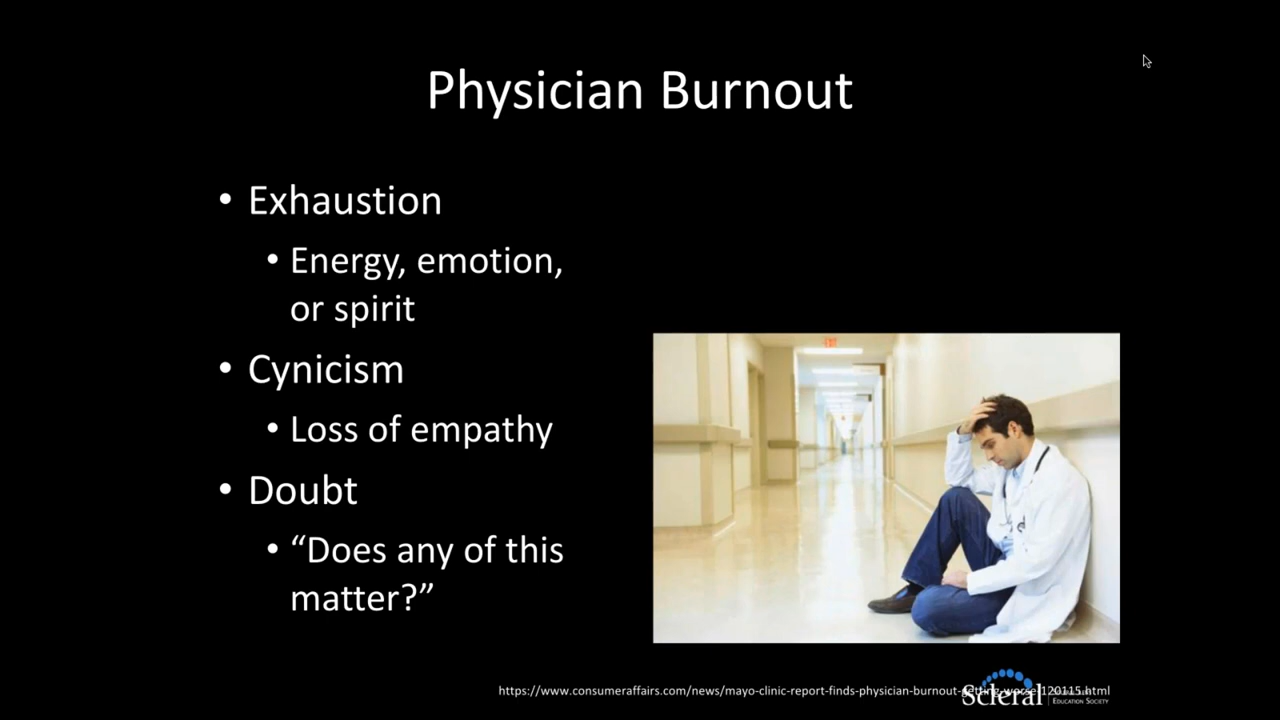 Physician Burnout
• Exhaustion
• Energy, emotion,
or spirit
• Cynicism
• Loss of empathy
• Doubt
• “Does any of this
matter?”
https://www.consumeraffairs.com/news/mayo-clinic-report-finds-physician-burnout-getting-worse-120115.html
Scleral
EDUCATION SOCIETY